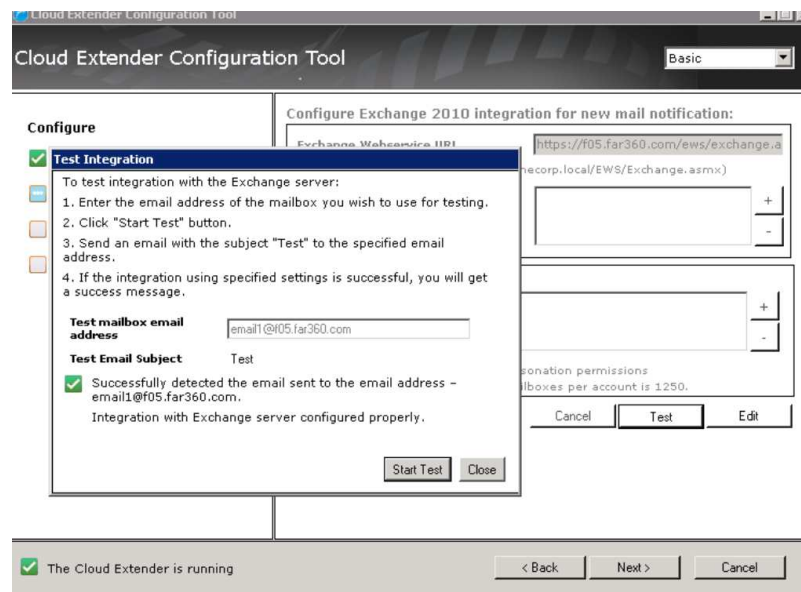 Cloud Extender Configuration Tool
Cloud Extender Configuration Tool
Basic
Configure
Configure Exchange 2010 integration for new mail notification:
Exchange Webservice URL
https://f05.far360.com/ews/exchange.a
necorp.local/EWS/Exchange.asmx)
+
-
+
-
sonation permissions
ilboxes per account is 1250.
Cancel
Test
Edit
Test Integration
To test integration with the Exchange server:
1. Enter the email address of the mailbox you wish to use for testing.
2. Click "Start Test" button.
3. Send an email with the subject "Test" to the specified email
address.
4. If the integration using specified settings is successful, you will get
a success message.
Test mailbox email
address
email1@f05.far360.com
Test Email Subject Test
Successfully detected the email sent to the email address –
email1@f05.far360.com.
Integration with Exchange server configured properly.
Start Test
Close
The Cloud Extender is running
< Back
Next >
Cancel